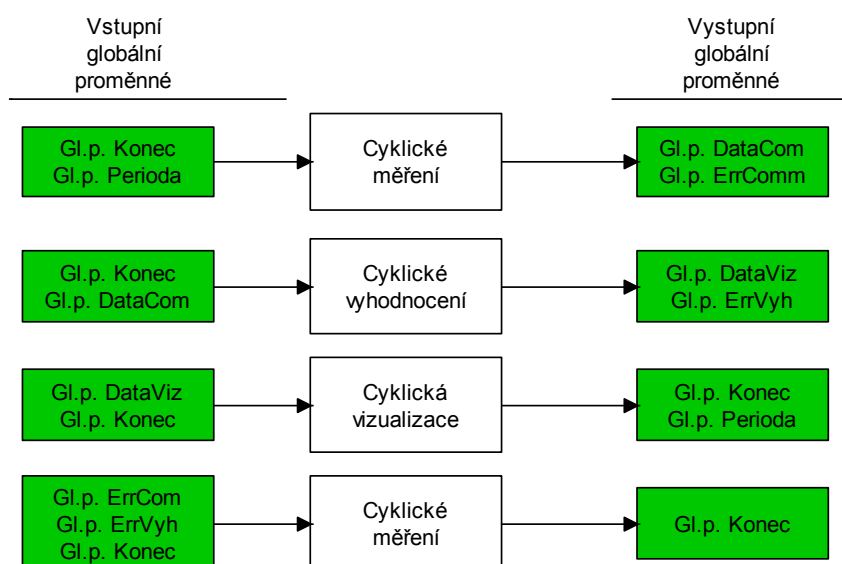 Vstupní
globální
proměnné
Vystupní
globální
proměnné
Gl.p. Konec
Gl.p. Perioda
Cyklické
měření
Gl.p. DataCom
Gl.p. ErrComm
Gl.p. Konec
Gl.p. DataCom
Cyklické
vyhodnocení
Gl.p. DataViz
Gl.p. ErrVyh
Gl.p. DataViz
Gl.p. Konec
Cyklická
vizualizace
Gl.p. Konec
Gl.p. Perioda
Gl.p. ErrCom
Gl.p. ErrVyh
Gl.p. Konec
Cyklické
měření
Gl.p. Konec